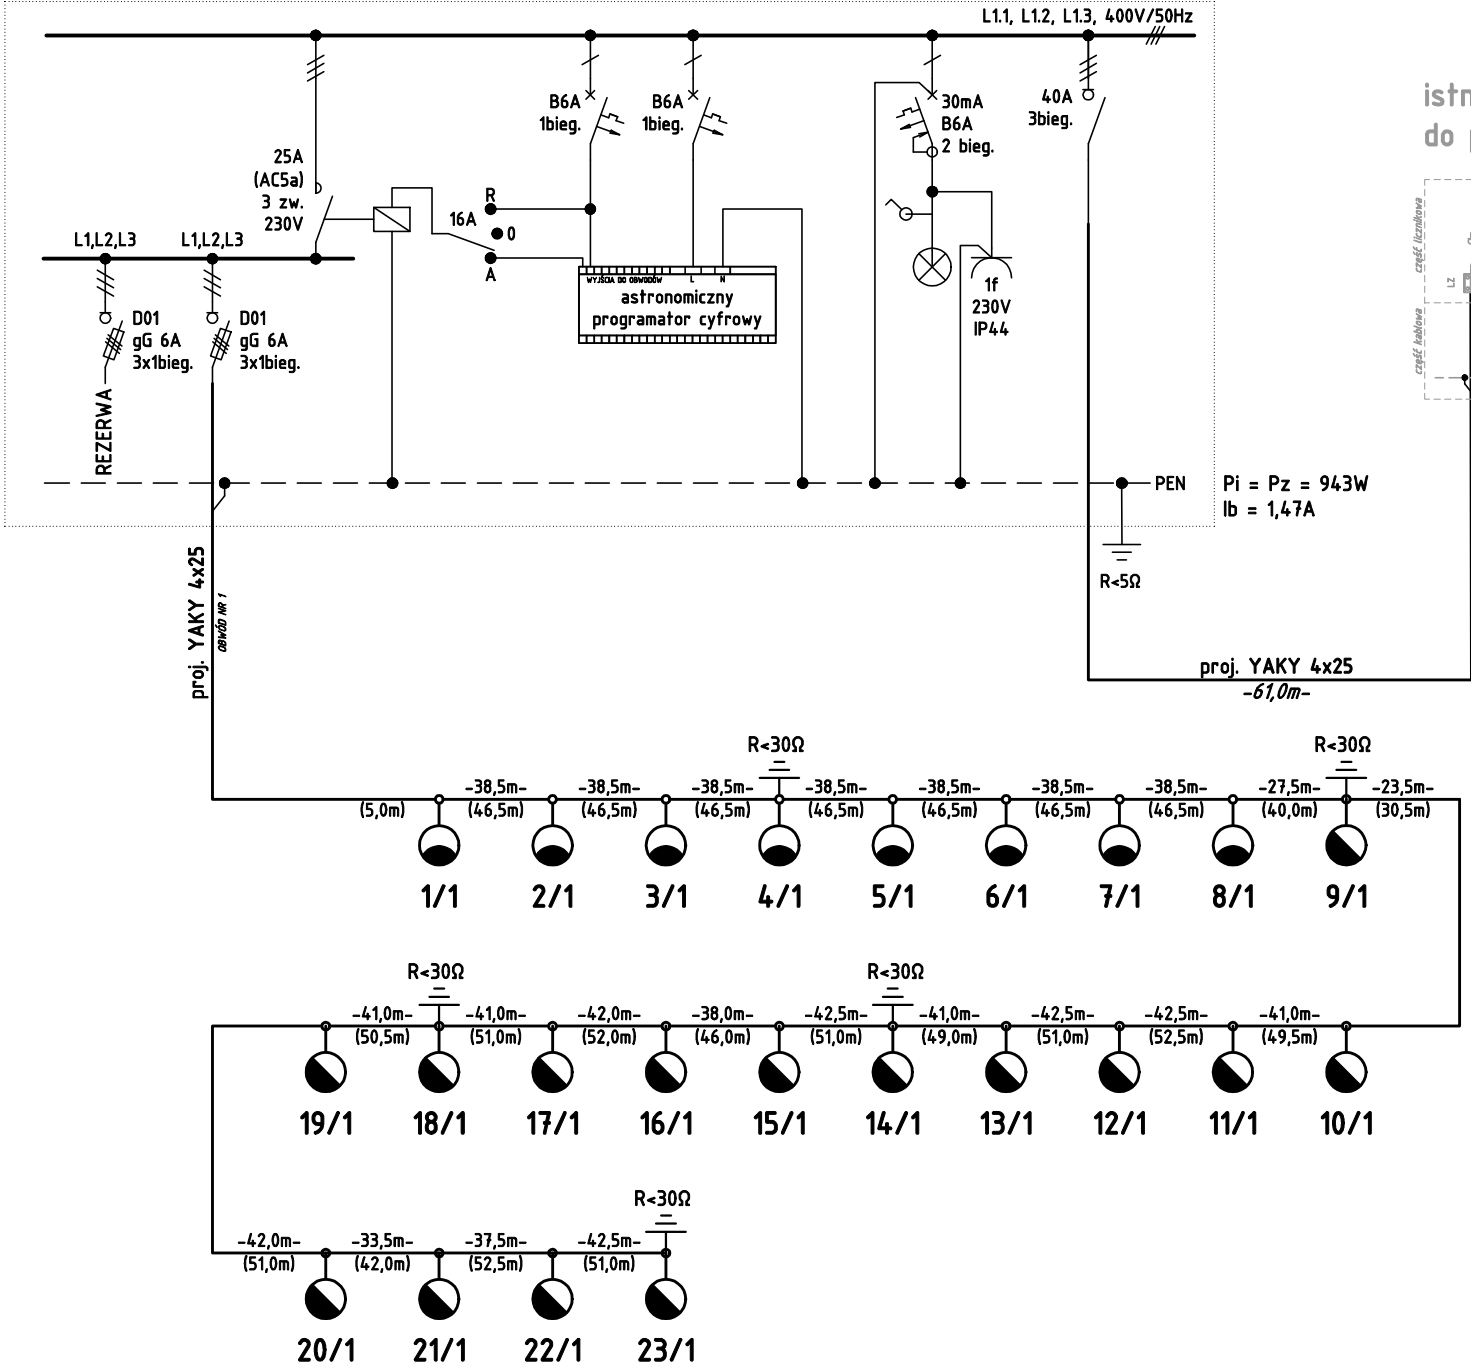 L1.1, L1.2, L1.3, 400V/50Hz
B6A
1bieg.
B6A
1bieg.
30mA
B6A
2 bieg.
40A
3bieg.
istn
do
25A
(AC5a)
3 zw.
230V
R
16A
0
A
część licznikowa
LZ
część kablowa
L1,L2,L3
L1,L2,L3
WYJŚCIA DO OBWODÓW
L
N
astronomiczny
programator cyfrowy
1f
230V
IP44
D01
gG 6A
3x1bieg.
D01
gG 6A
3x1bieg.
REZERWA
PEN
Pi = Pz = 943W
Ib = 1,47A
R<5Ω
proj. YAKY 4x25
OBWÓD NR 1
proj. YAKY 4x25
-61,0m-
R<30Ω
R<30Ω
-38,5m-
-38,5m-
-38,5m-
-38,5m-
-38,5m-
-38,5m-
-38,5m-
-27,5m-
-23,5m-
(5,0m)
(46,5m)
(46,5m)
(46,5m)
(46,5m)
(46,5m)
(46,5m)
(46,5m)
(40,0m)
(30,5m)
1/1
2/1
3/1
4/1
5/1
6/1
7/1
8/1
9/1
R<30Ω
R<30Ω
-41,0m-
-41,0m-
-42,0m-
-38,0m-
-42,5m-
-41,0m-
-42,5m-
-42,5m-
-41,0m-
(50,5m)
(51,0m)
(52,0m)
(46,0m)
(51,0m)
(49,0m)
(51,0m)
(52,5m)
(49,5m)
19/1
18/1
17/1
16/1
15/1
14/1
13/1
12/1
11/1
10/1
R<30Ω
-42,0m-
-33,5m-
-37,5m-
-42,5m-
(51,0m)
(42,0m)
(52,5m)
(51,0m)
20/1
21/1
22/1
23/1